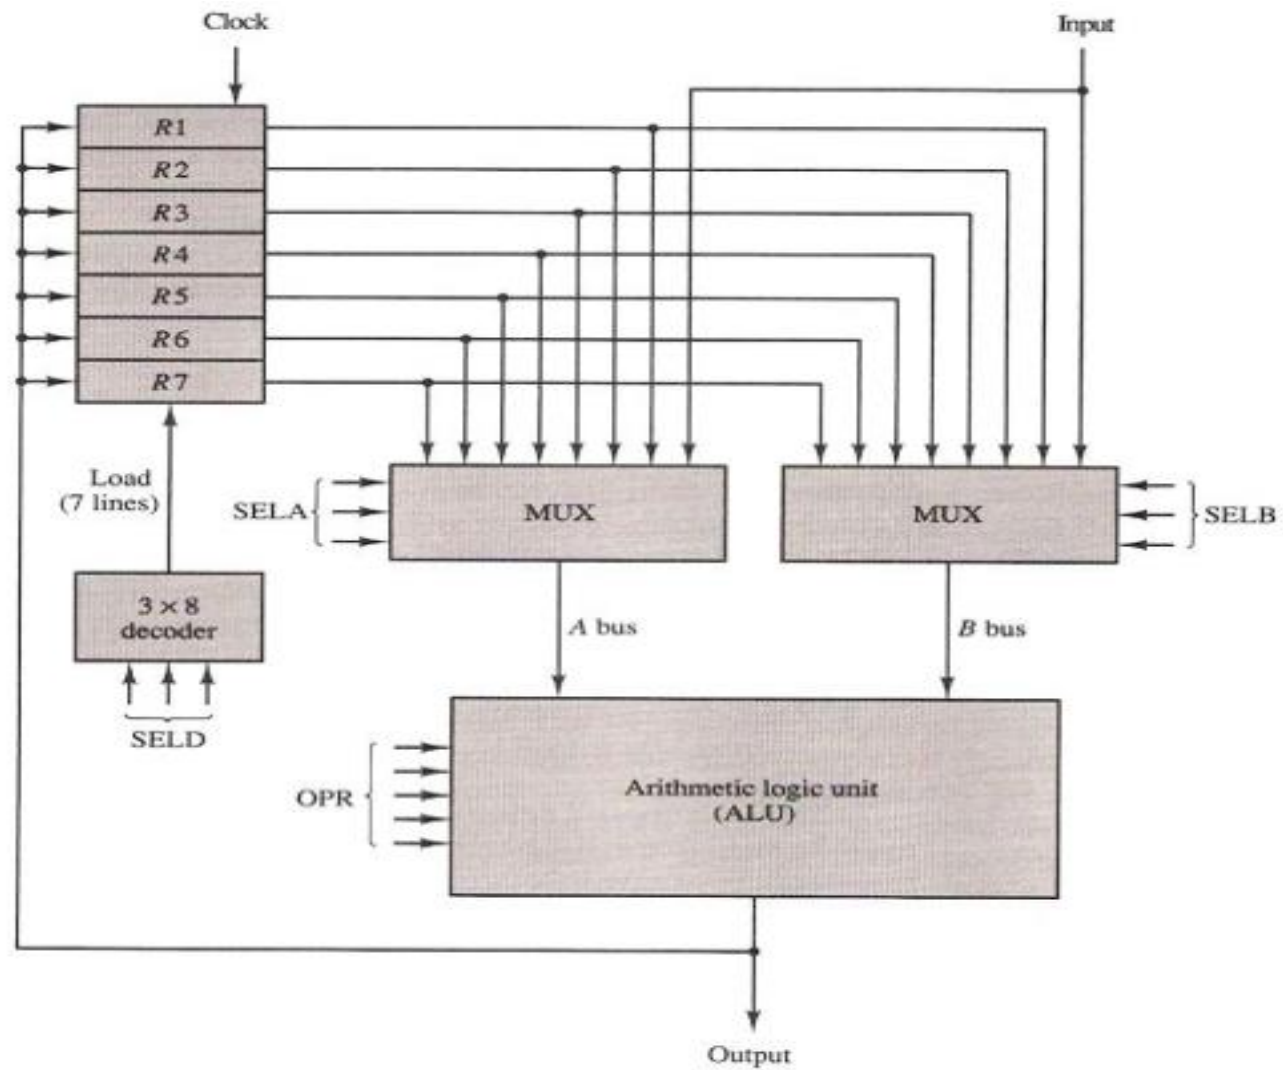 Clock
Input
R1
R2
R3
R4
R5
R6
R7
Load
(7 lines)
SELA
MUX
MUX
SELB
3 × 8
decoder
A bus
B bus
SELD
OPR
Arithmetic logic unit
(ALU)
Output